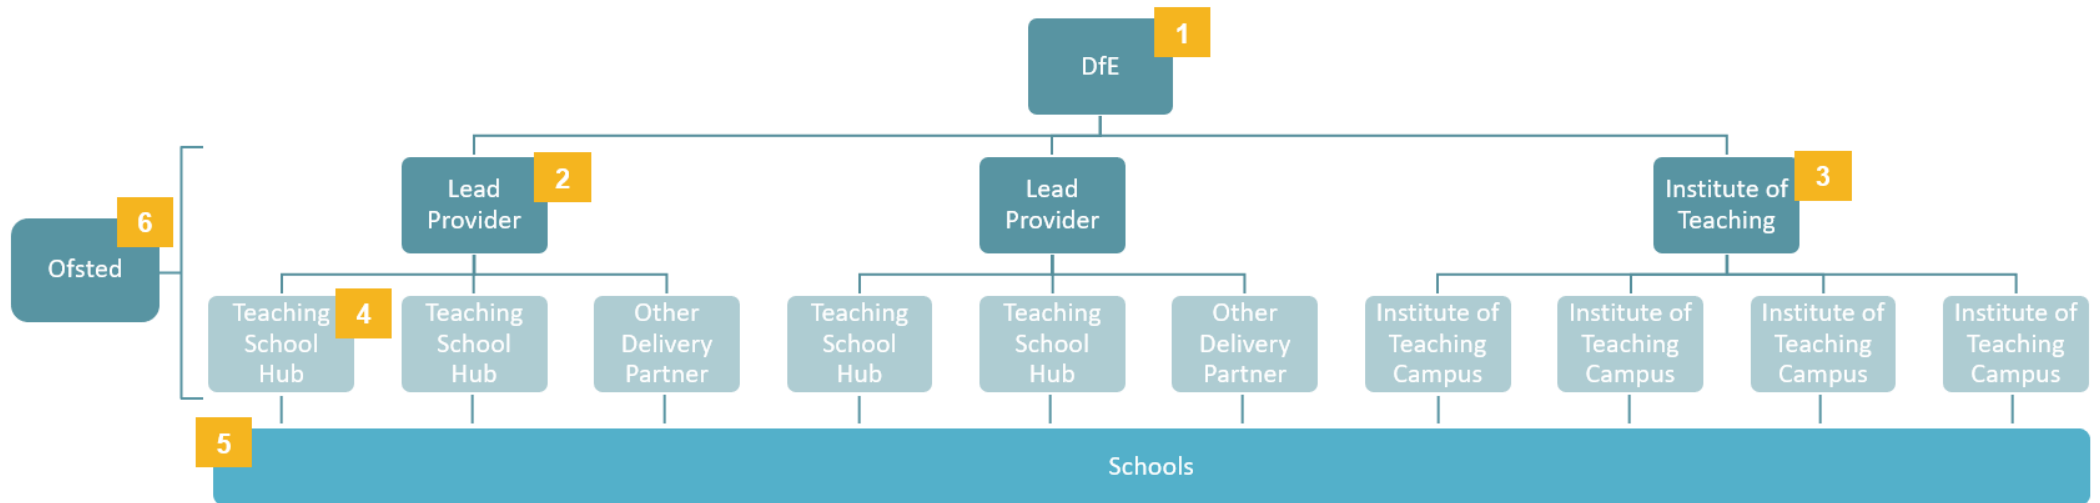 1
DfE
2
Lead
Provider
Lead
Provider
3
Institute of
Teaching
6
Ofsted
4
Teaching
School
Hub
Teaching
School
Hub
Other
Delivery
Partner
Teaching
School
Hub
Teaching
School
Hub
Other
Delivery
Partner
Institute of
Teaching
Campus
Institute of
Teaching
Campus
Institute of
Teaching
Campus
Institute of
Teaching
Campus
5
Schools